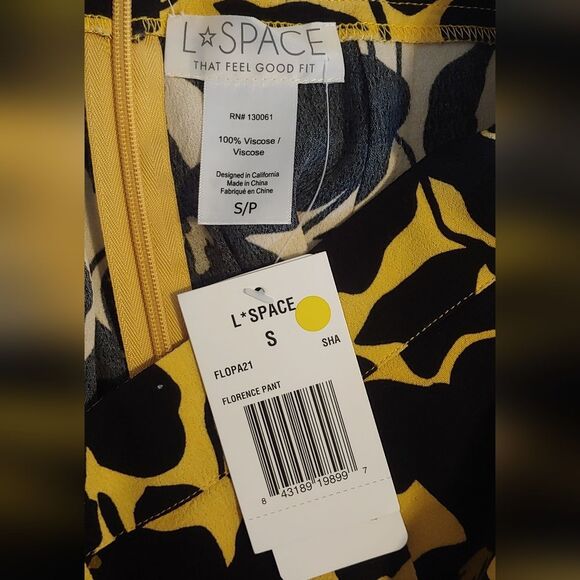 L☆SPACE
THAT FEEL GOOD FIT
RN# 130061
100% Viscose /
Viscose
Designed in California
Made in China
Fabriqué en Chine
S/P
L*SPACE
S
FLOPA21 SHA
FLORENCE PANT
8 43189 19899 7